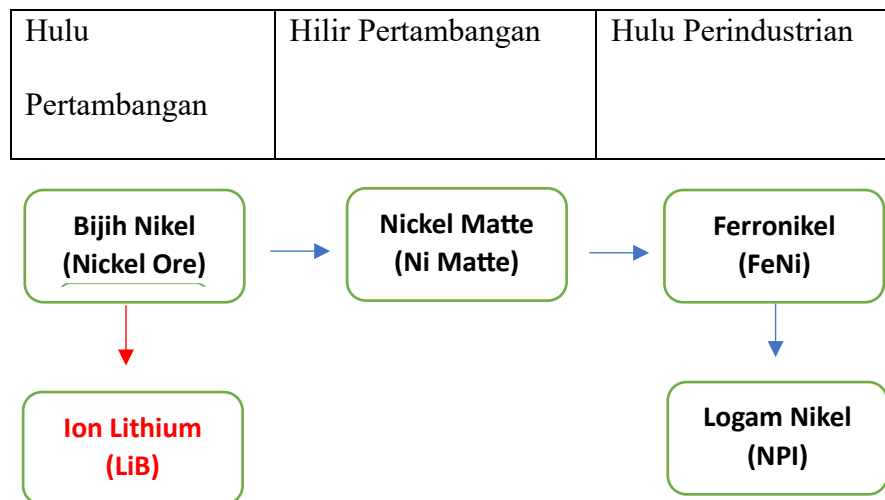 Hulu
Pertambangan
Hilir Pertambangan
Hulu Perindustrian
Bijih Nikel
(Nickel Ore)
Nickel Matte
(Ni Matte)
Ferronikel
(FeNi)
Ion Lithium
(LiB)
Logam Nikel
(NPI)